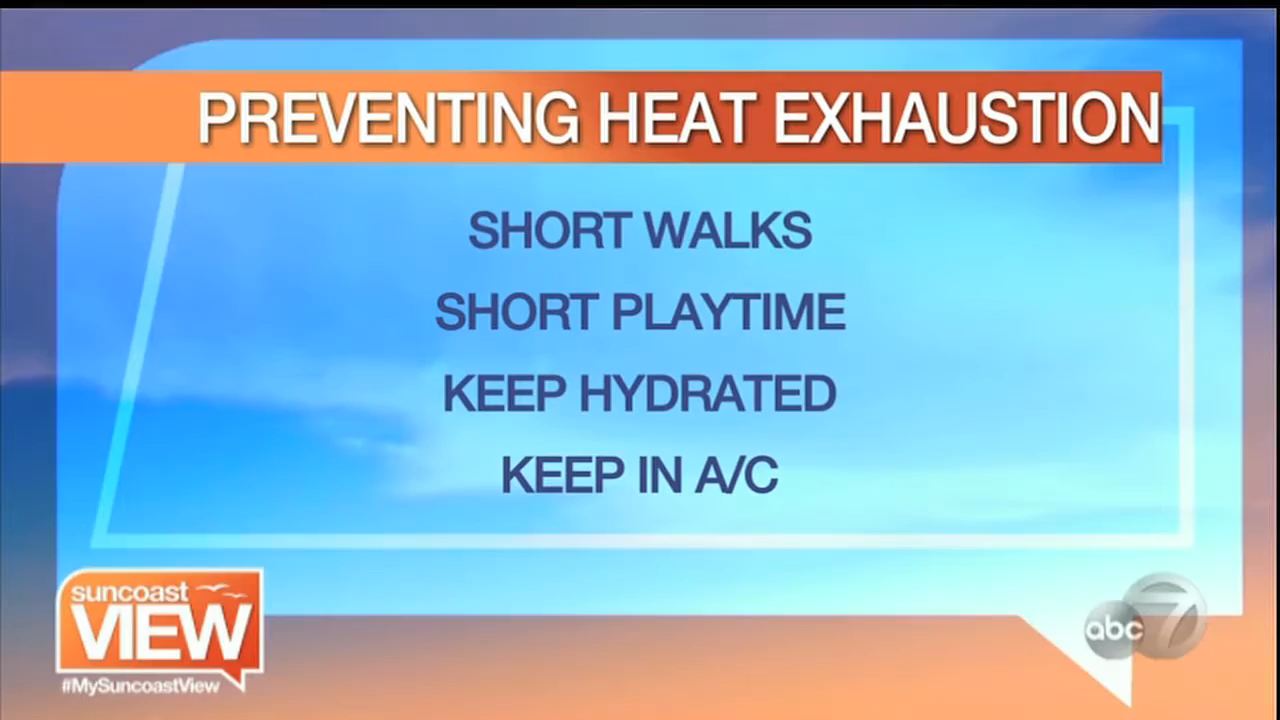 PREVENTING HEAT EXHAUSTION
SHORT WALKS
SHORT PLAYTIME
KEEP HYDRATED
KEEP IN A/C
suncoast
VIEW
#MySuncoastView
abc 7